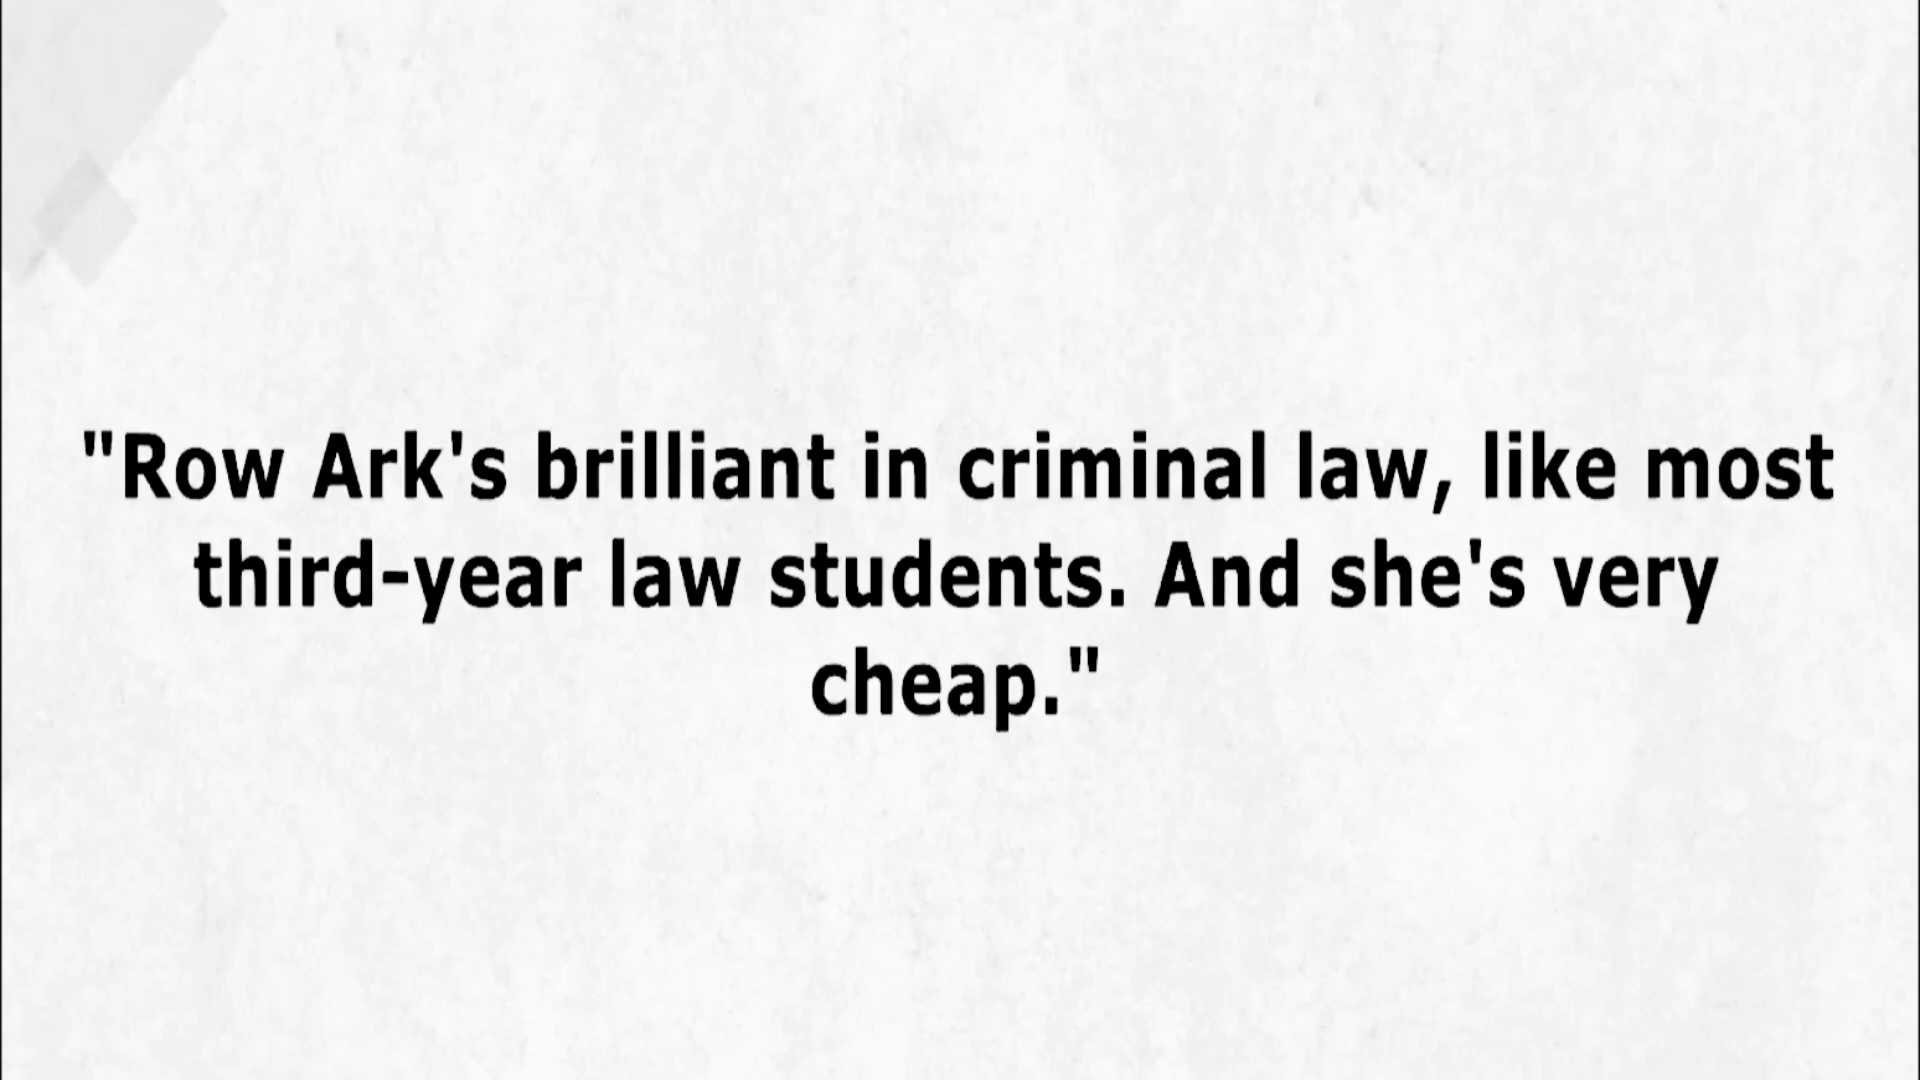 "Row Ark's brilliant in criminal law, like most
third-year law students. And she's very
cheap."